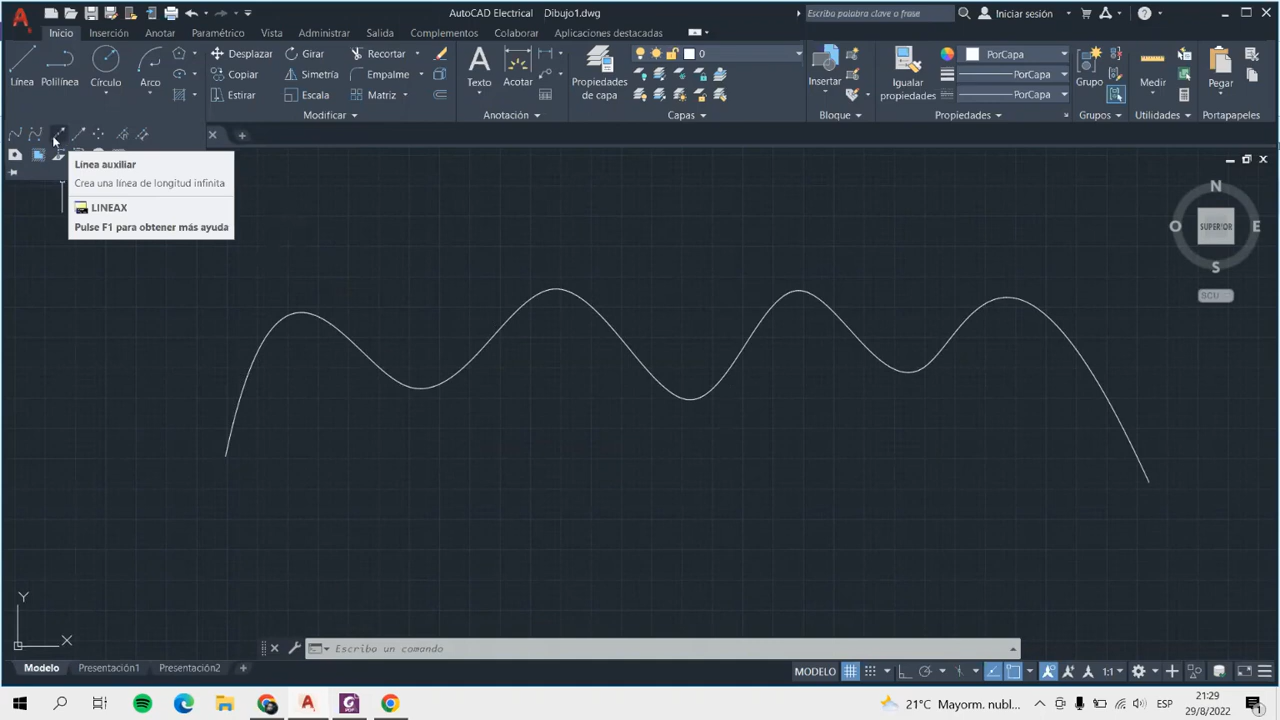 AutoCAD Electrical Dibujo1.dwg
Escriba palabra clave o frase
Iniciar sesión
Inicio Inserción Anotar Paramétrico Vista Administrar Salida Complementos Colaborar Aplicaciones destacadas
Línea Polilínea Círculo Arco
Desplazar Girar Recortar
Copiar Simetría Empalme
Estirar Escala Matriz
Modificar
Texto Acotar
Anotación
Propiedades de capa
0
Capas
Insertar
Bloque
Igualar propiedades
PorCapa
PorCapa
PorCapa
Propiedades
Grupo
Grupos
Medir
Utilidades
Pegar
Portapapeles
Línea auxiliar
Crea una línea de longitud infinita
LINEAX
Pulse F1 para obtener más ayuda
N
O SUPERIOR E
S
SCU
Y
X
Escriba un comando
Modelo Presentación1 Presentación2
MODELO 1:1
21°C Mayorm. nubl...
ESP
21:29
29/8/2022
1